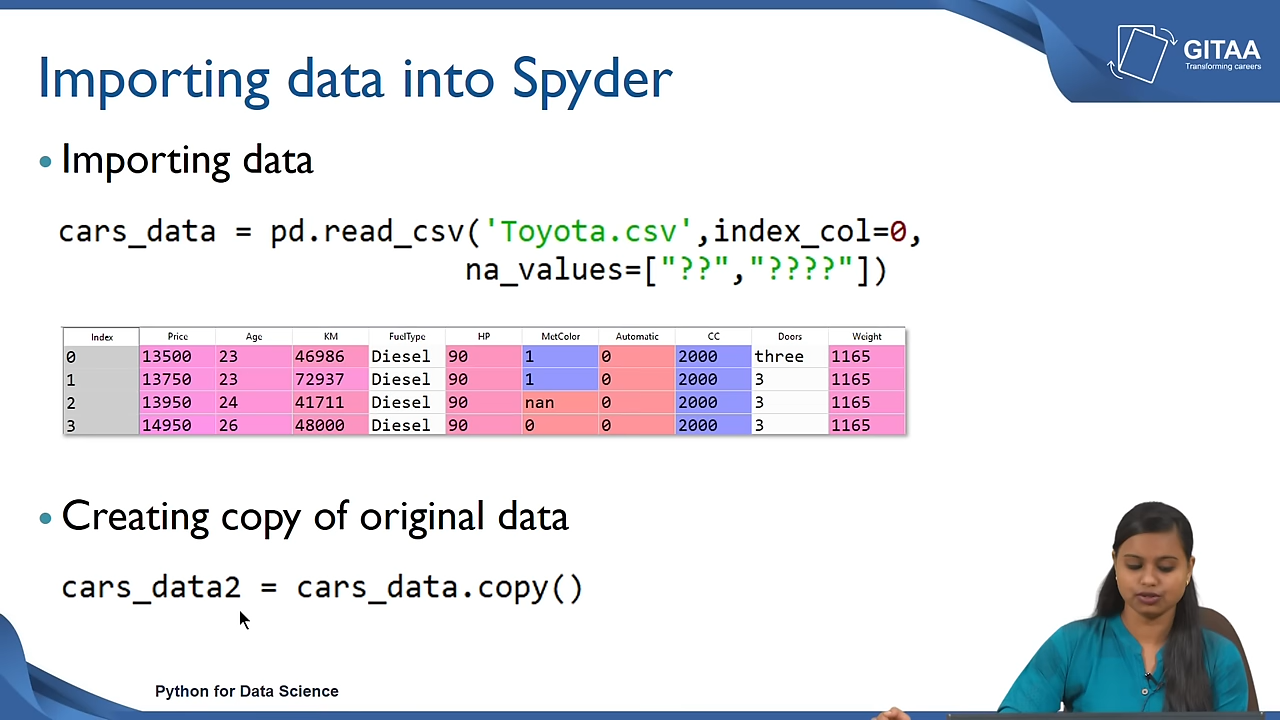 GITAA
Transforming careers
Importing data into Spyder
• Importing data
cars_data = pd.read_csv('Toyota.csv',index_col=0,
na_values=["??","????"])
Index Price Age KM FuelType HP MetColor Automatic CC Doors Weight
0 13500 23 46986 Diesel 90 1 0 2000 three 1165
1 13750 23 72937 Diesel 90 1 0 2000 3 1165
2 13950 24 41711 Diesel 90 nan 0 2000 3 1165
3 14950 26 48000 Diesel 90 0 0 2000 3 1165
• Creating copy of original data
cars_data2 = cars_data.copy()
Python for Data Science